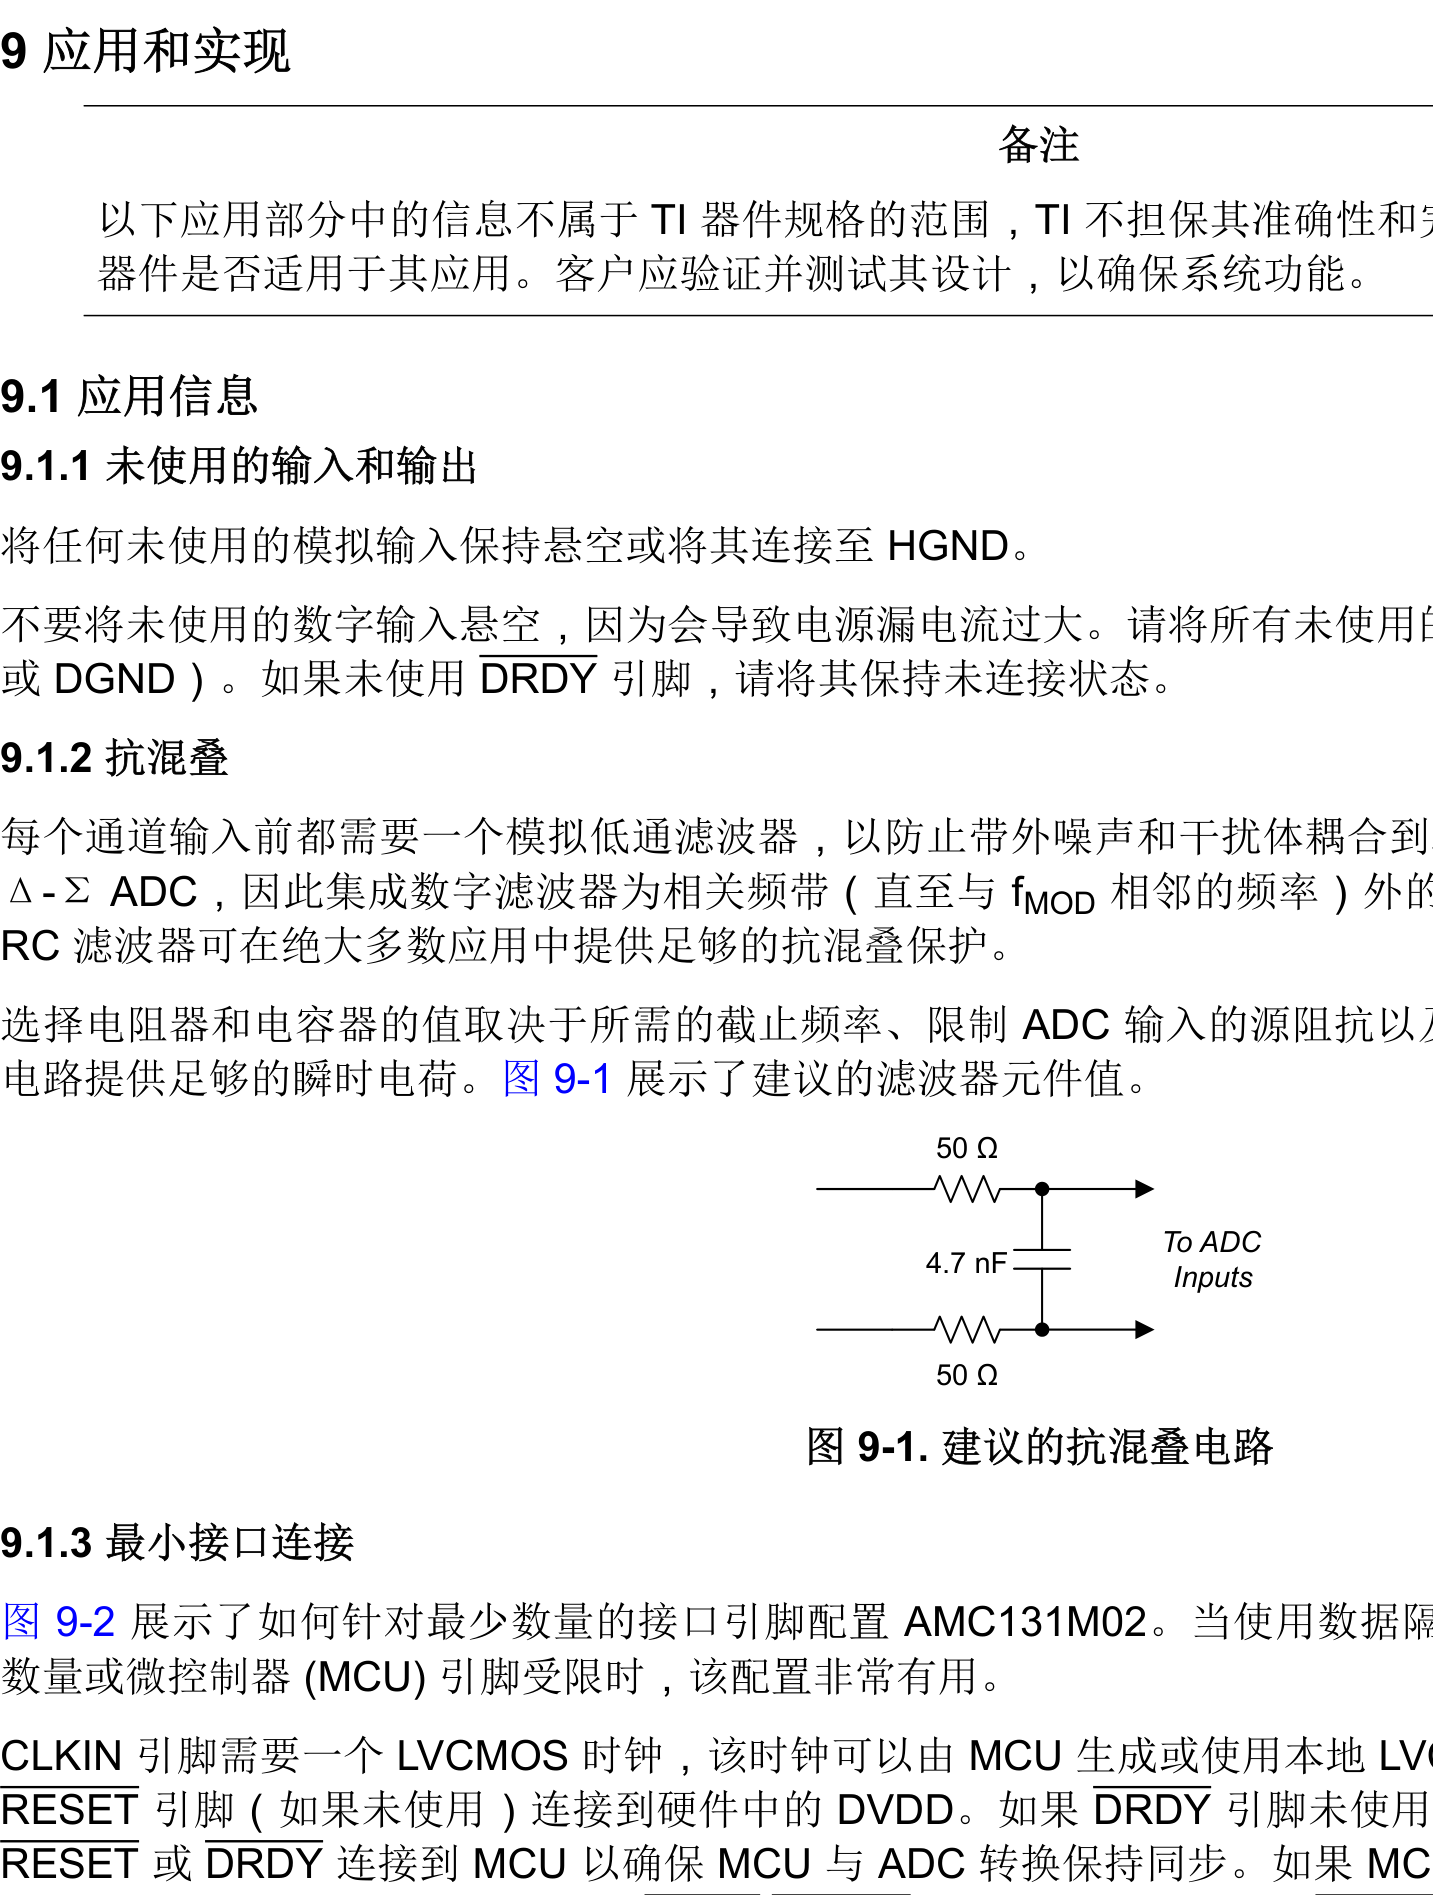 9 应用和实现
备注
以下应用部分中的信息不属于 TI 器件规格的范围，TI 不担保其准确性和
器件是否适用于其应用。客户应验证并测试其设计，以确保系统功能。
9.1 应用信息
9.1.1 未使用的输入和输出
将任何未使用的模拟输入保持悬空或将其连接至 HGND。
不要将未使用的数字输入悬空，因为会导致电源漏电流过大。请将所有未使用的
或 DGND）。如果未使用 DRDY 引脚，请将其保持未连接状态。
9.1.2 抗混叠
每个通道输入前都需要一个模拟低通滤波器，以防止带外噪声和干扰体耦合到
Δ-Σ ADC，因此集成数字滤波器为相关频带（直至与 fMOD 相邻的频率）外的
RC 滤波器可在绝大多数应用中提供足够的抗混叠保护。
选择电阻器和电容器的值取决于所需的截止频率、限制 ADC 输入的源阻抗以及
电路提供足够的瞬时电荷。图 9-1 展示了建议的滤波器元件值。
50 Ω
4.7 nF
To ADC
Inputs
50 Ω
图 9-1. 建议的抗混叠电路
9.1.3 最小接口连接
图 9-2 展示了如何针对最少数量的接口引脚配置 AMC131M02。当使用数据隔
数量或微控制器 (MCU) 引脚受限时，该配置非常有用。
CLKIN 引脚需要一个 LVCMOS 时钟，该时钟可以由 MCU 生成或使用本地
RESET 引脚（如果未使用）连接到硬件中的 DVDD。如果 DRDY 引脚未使用
RESET 或 DRDY 连接到 MCU 以确保 MCU 与 ADC 转换保持同步。如果